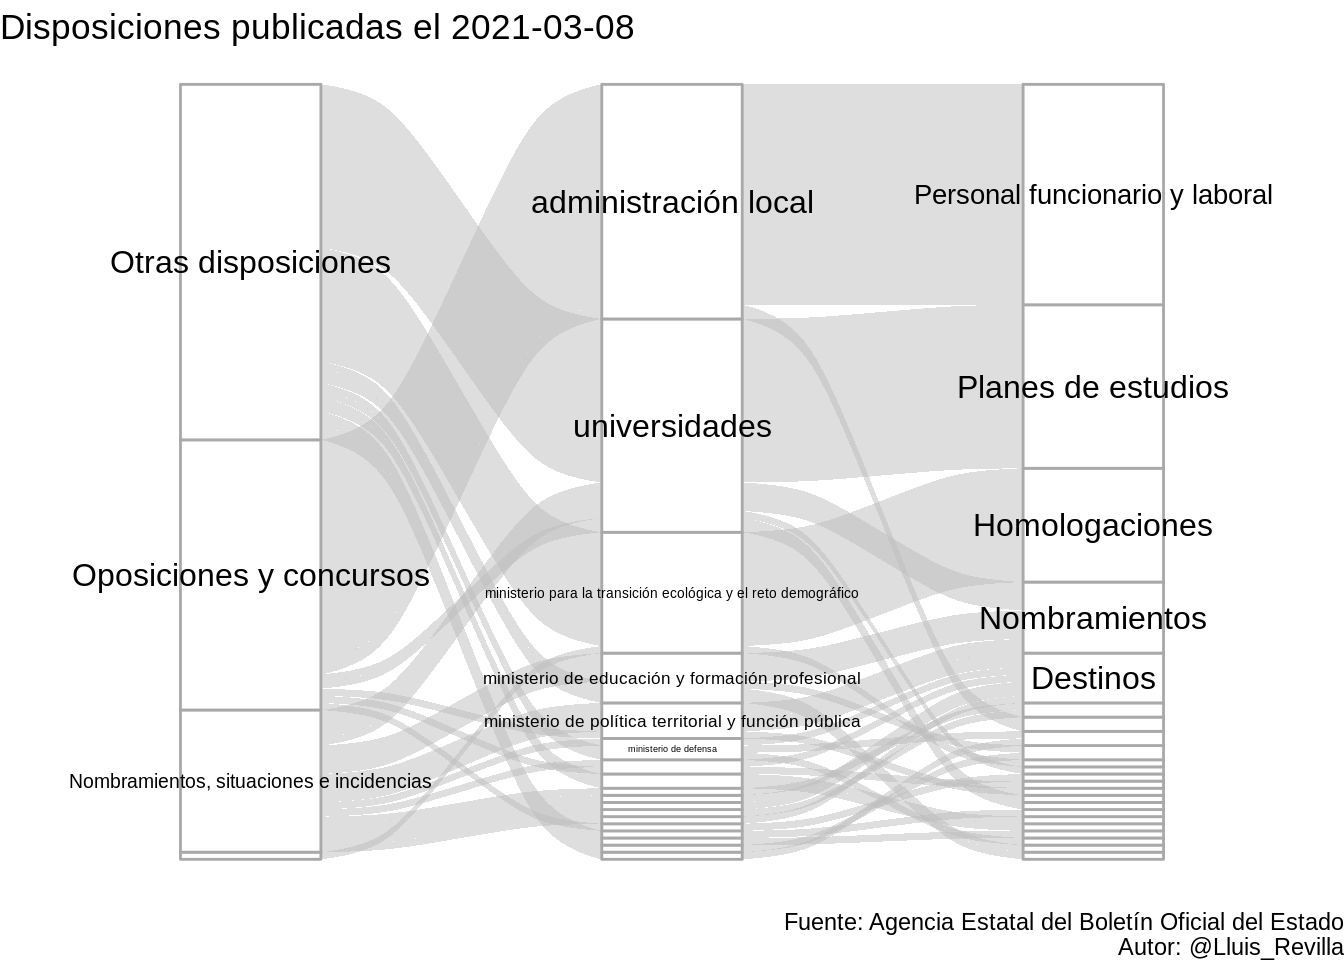 Disposiciones publicadas el 2021-03-08
Otras disposiciones
Oposiciones y concursos
Nombramientos, situaciones e incidencias
administración local
universidades
ministerio para la transición ecológica y el reto demográfico
ministerio de educación y formación profesional
ministerio de política territorial y función pública
ministerio de defensa
Personal funcionario y laboral
Planes de estudios
Homologaciones
Nombramientos
Destinos
Fuente: Agencia Estatal del Boletín Oficial del Estado
Autor: @Lluis_Revilla